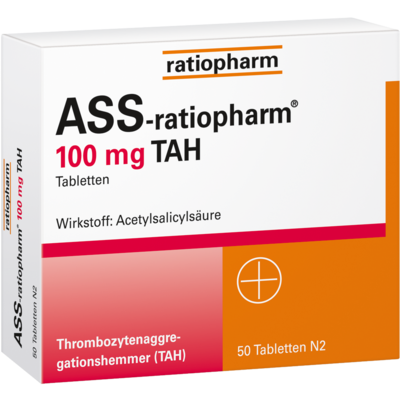 ratiopharm
ASS-ratiopharm®
100 mg TAH
Tabletten
Wirkstoff: Acetylsalicylsäure
Thrombozytenaggre-
gationshemmer (TAH)
50 Tabletten N2
ratiopharm
ASS-ratiopharm® 100 mg TAH
50 Tabletten N2